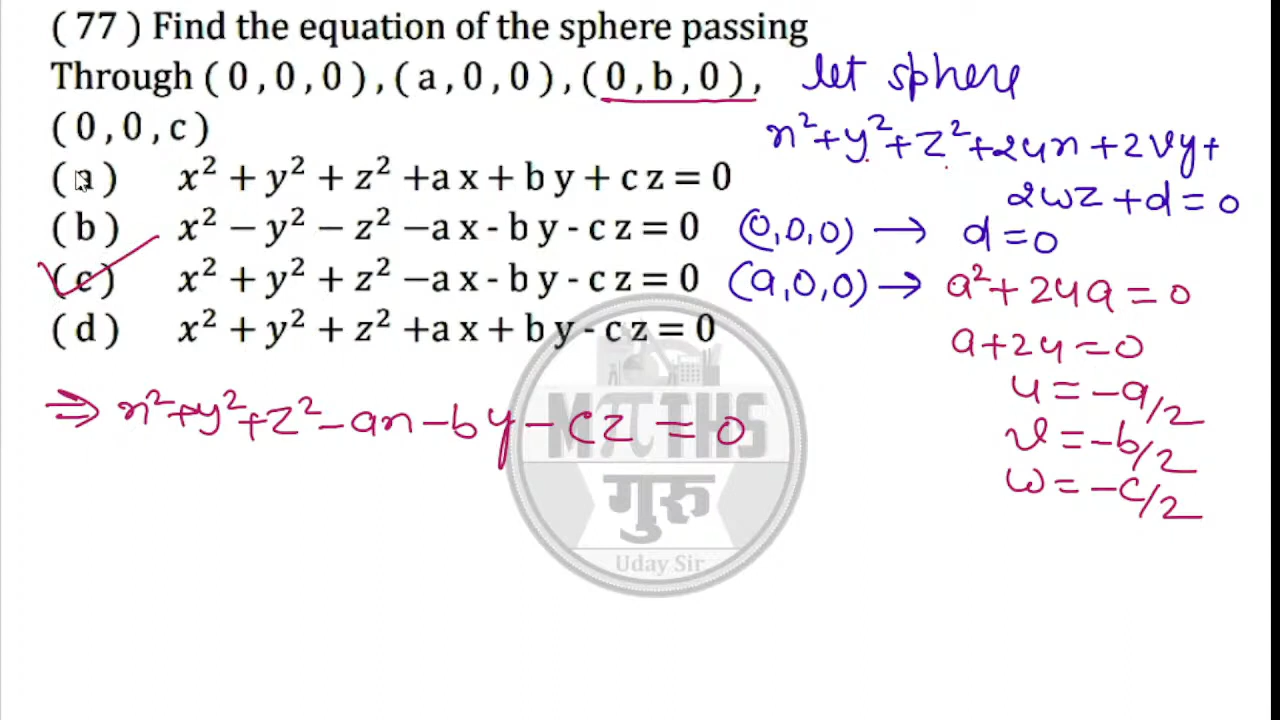 ( 77 ) Find the equation of the sphere passing
Through ( 0 , 0 , 0 ) , ( a , 0 , 0 ) , ( 0 , b , 0 ) ,
( 0 , 0 , c )
( a ) x² + y² + z² +a x + b y + c z = 0
( b ) x² − y² − z² −a x - b y - c z = 0
( c ) x² + y² + z² −a x - b y - c z = 0
( d ) x² + y² + z² +a x + b y - c z = 0
⇒ x²+y²+z² -ax -by - cz = 0
let sphere
x²+y²+z²+2ux+2vy+
2wz+d=0
(0,0,0) → d=0
(a,0,0) → a²+2ua=0
a+2u=0
u=-a/2
v=-b/2
w=-c/2
MπTHS
गुरु
Uday Sir